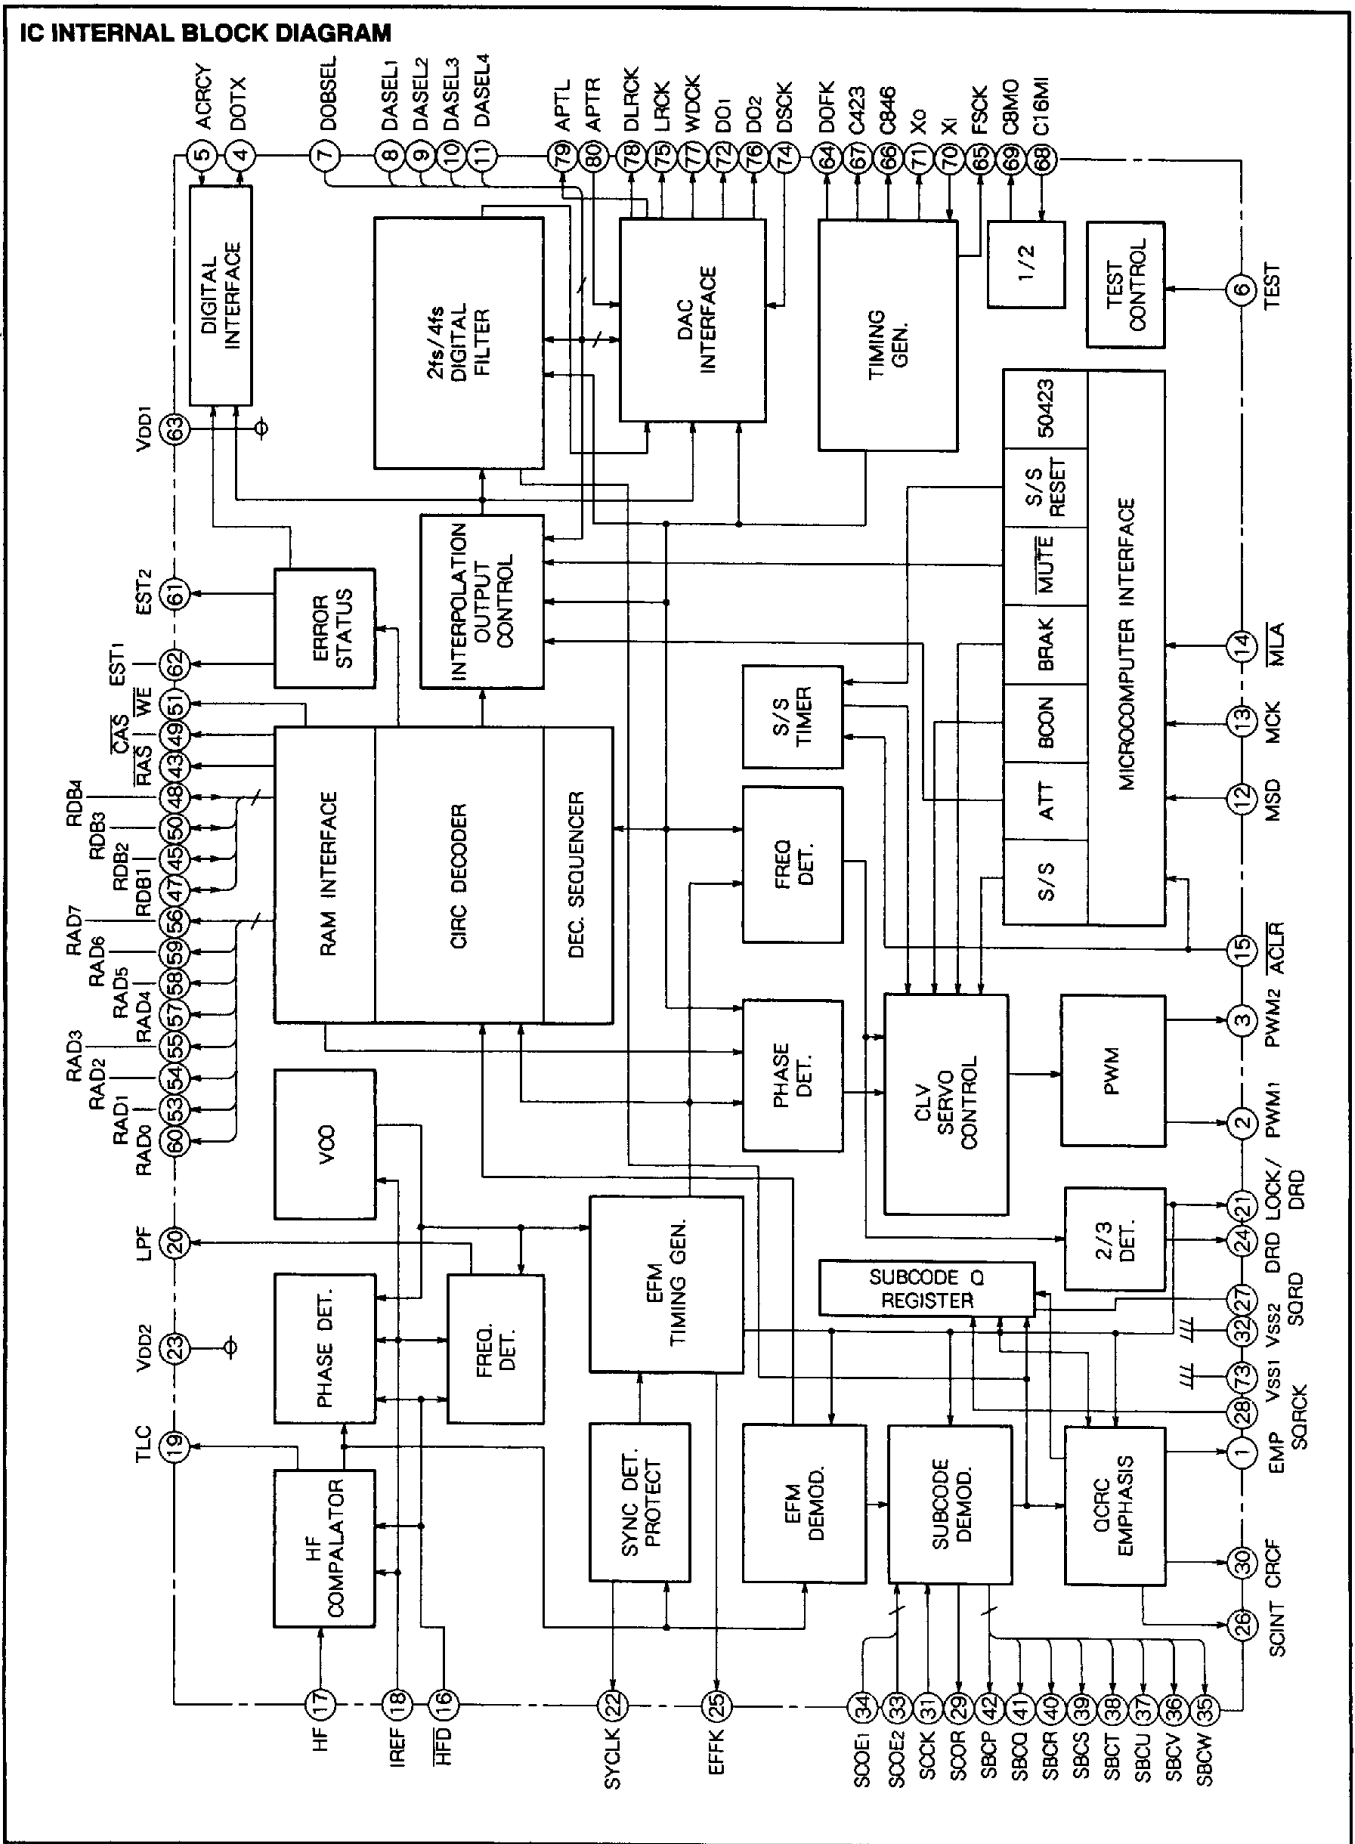 IC INTERNAL BLOCK DIAGRAM
ACRCY
DOTX
DOBSEL
DASEL1
DASEL2
DASEL3
DASEL4
APTL
APTR
DLRCK
LRCK
WDCK
DO1
DO2
DSCK
DOFK
C423
C846
XO
XI
FSCK
C8MO
C16MI
5
4
7
8
9
10
11
79
80
78
75
77
72
76
74
64
67
66
71
70
65
69
68
DIGITAL
INTERFACE
2fs/4fs
DIGITAL
FILTER
DAC
INTERFACE
TIMING
GEN.
1/2
TEST
CONTROL
6
TEST
VDD1
63
EST2
61
EST1
62
WE
51
CAS
49
RAS
43
RDB4
48
RDB3
50
RDB2
45
RDB1
47
RAD7
56
RAD6
59
RAD5
58
RAD4
57
RAD3
55
RAD2
54
RAD1
53
RAD0
60
LPF
20
VDD2
23
TLC
19
ERROR
STATUS
INTERPOLATION
OUTPUT
CONTROL
RAM INTERFACE
CIRC DECODER
DEC. SEQUENCER
S/S
TIMER
FREQ
DET.
PHASE
DET.
50423
S/S
RESET
MUTE
BRAK
BCON
ATT
S/S
MICROCOMPUTER INTERFACE
14
MLA
13
MCK
12
MSD
15
ACLR
VCO
PHASE DET.
FREQ.
DET.
EFM
TIMING GEN.
CLV
SERVO
CONTROL
PWM
3
PWM2
2
PWM1
2/3
DET.
21
LOCK/
DRD
24
DRD
SUBCODE Q
REGISTER
27
SQRD
32
VSS2
73
VSS1
28
SQRCK
1
EMP
30
CRCF
26
SCINT
HF
COMPALATOR
SYNC DET.
PROTECT
EFM
DEMOD.
SUBCODE
DEMOD.
QCRC
EMPHASIS
17
18
16
22
25
34
33
31
29
42
41
40
39
38
37
36
35
HF
IREF
HFD
SYCLK
EFFK
SCOE1
SCOE2
SCCK
SCOR
SBCP
SBCQ
SBCR
SBCS
SBCT
SBCU
SBCV
SBCW